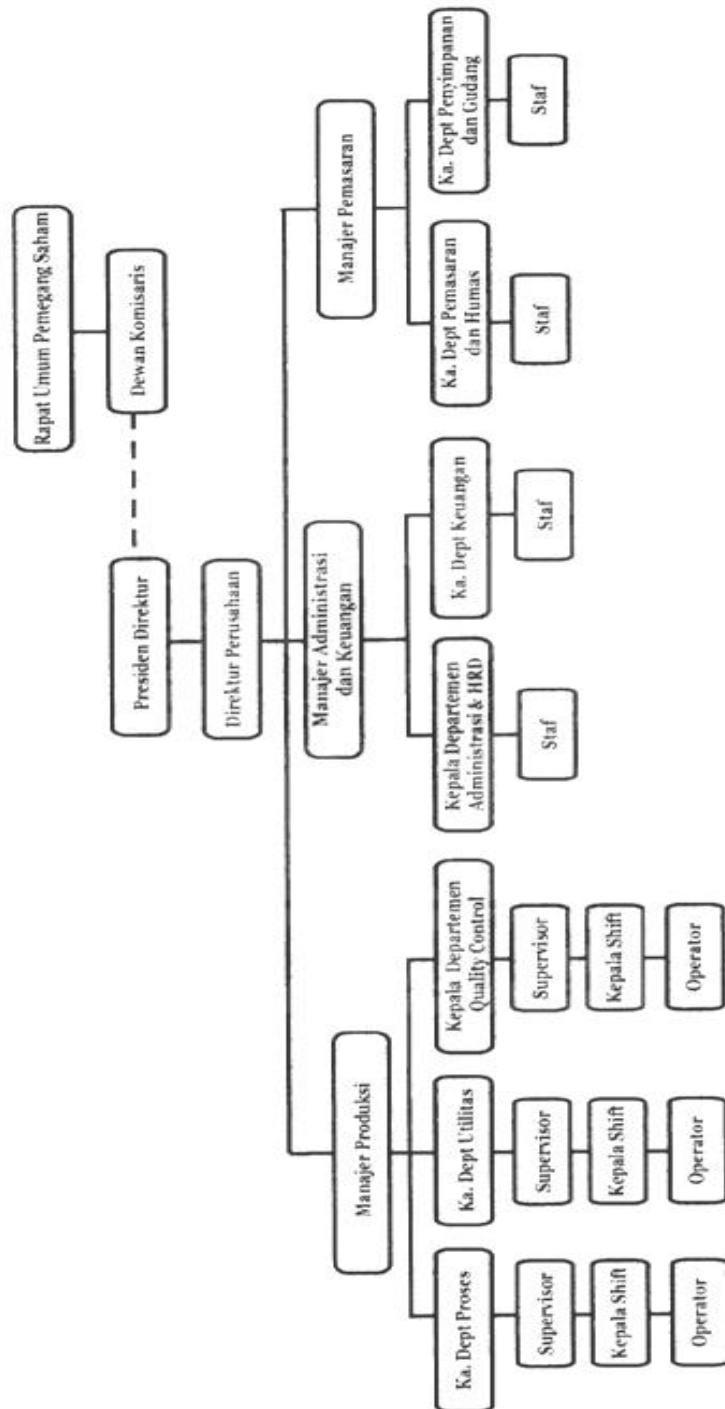 Rapat Umum Pemegang Saham
Dewan Komisaris
Presiden Direktur
Direktur Perusahaan
Manajer Produksi
Manajer Administrasi
dan Keuangan
Manajer Pemasaran
Ka. Dept Proses
Ka. Dept Utilitas
Kepala Departemen
Quality Control
Kepala Departemen
Administrasi & HRD
Ka. Dept Keuangan
Ka. Dept Pemasaran
dan Humas
Ka. Dept Penyimpanan
dan Gudang
Supervisor
Supervisor
Supervisor
Staf
Staf
Staf
Staf
Kepala Shift
Kepala Shift
Kepala Shift
Operator
Operator
Operator